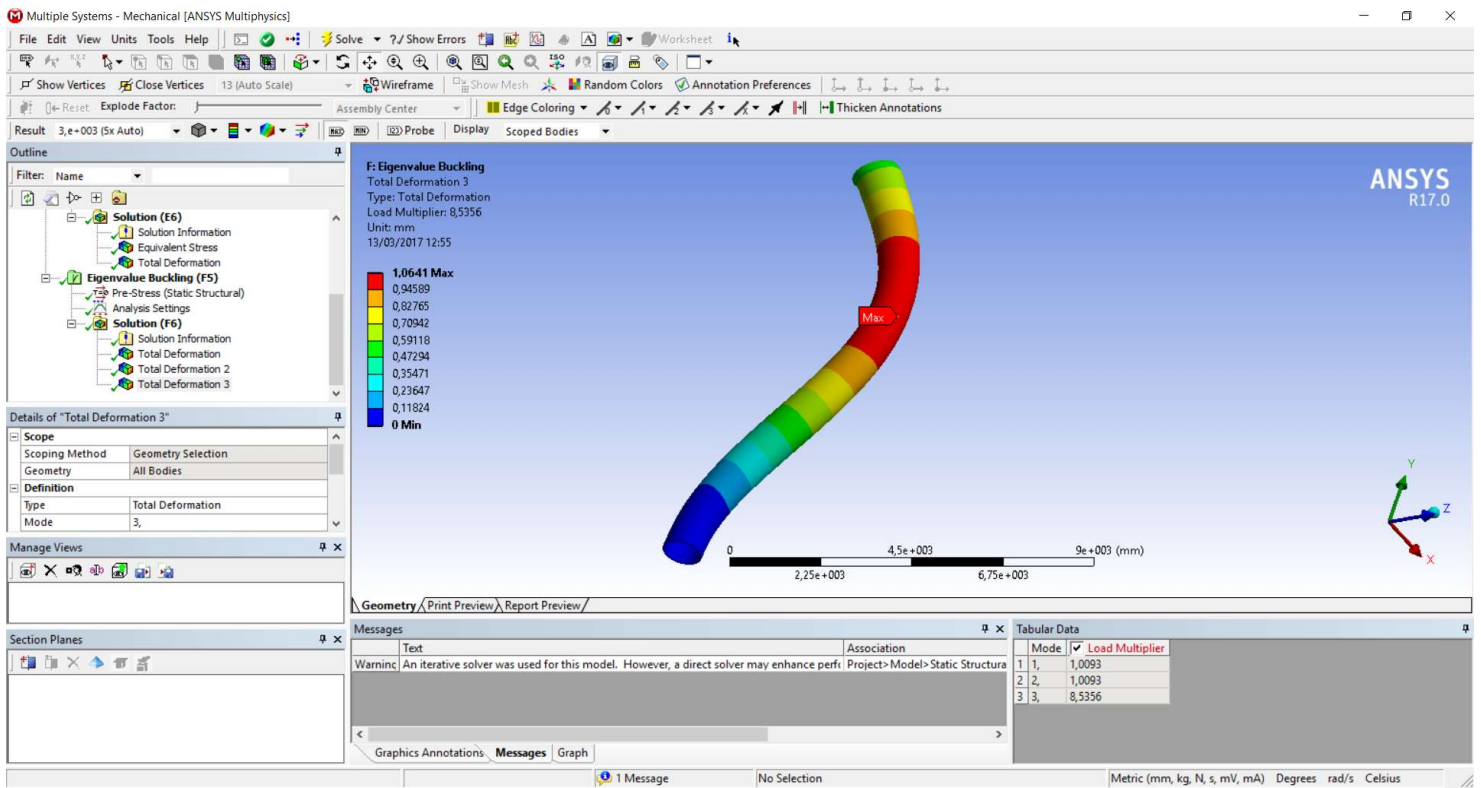 Multiple Systems - Mechanical [ANSYS Multiphysics]
File Edit View Units Tools Help Solve ?/ Show Errors Worksheet
Show Vertices Close Vertices 13 (Auto Scale) Wireframe Show Mesh Random Colors Annotation Preferences
Reset Explode Factor: Assembly Center Edge Coloring Thicken Annotations
Result 3,e+003 (5x Auto) MAX MIN Probe Display Scoped Bodies
Outline
Filter: Name
Solution (E6)
Solution Information
Equivalent Stress
Total Deformation
Eigenvalue Buckling (F5)
Pre-Stress (Static Structural)
Analysis Settings
Solution (F6)
Solution Information
Total Deformation
Total Deformation 2
Total Deformation 3
Details of "Total Deformation 3"
Scope
Scoping Method Geometry Selection
Geometry All Bodies
Definition
Type Total Deformation
Mode 3,
Manage Views
Section Planes
F: Eigenvalue Buckling
Total Deformation 3
Type: Total Deformation
Load Multiplier: 8,5356
Unit: mm
13/03/2017 12:55
1,0641 Max
0,94589
0,82765
0,70942
0,59118
0,47294
0,35471
0,23647
0,11824
0 Min
Max
ANSYS
R17.0
Y
Z
X
0 4,5e+003 9e+003 (mm)
2,25e+003 6,75e+003
Geometry Print Preview Report Preview
Messages
Text Association
Warning An iterative solver was used for this model. However, a direct solver may enhance perfo Project>Model>Static Structura
Graphics Annotations Messages Graph
Tabular Data
Mode Load Multiplier
1 1, 1,0093
2 2, 1,0093
3 3, 8,5356
1 Message No Selection Metric (mm, kg, N, s, mV, mA) Degrees rad/s Celsius